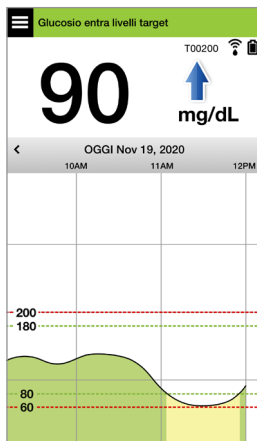 Glucosio entra livelli target
T00200
90
mg/dL
OGGI Nov 19, 2020
10AM 11AM 12PM
200
180
80
60